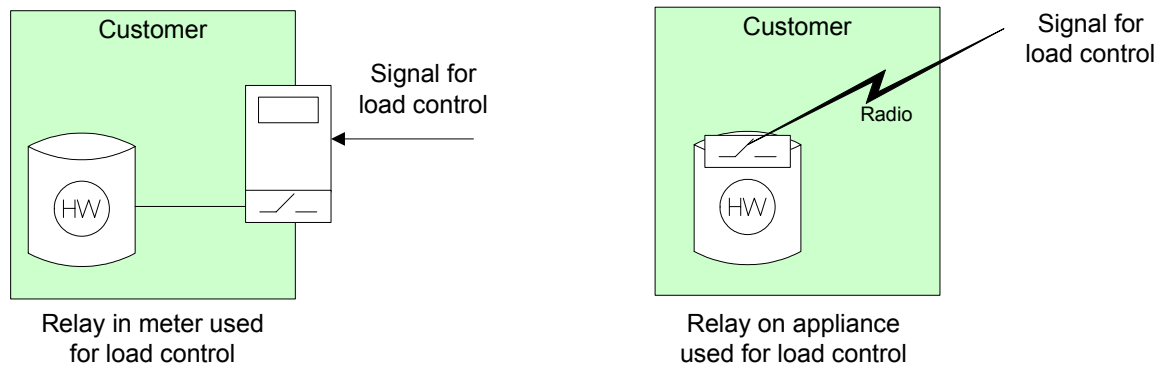 Customer
Signal for
load control
HW
Relay in meter used
for load control
Customer
Signal for
load control
Radio
HW
Relay on appliance
used for load control